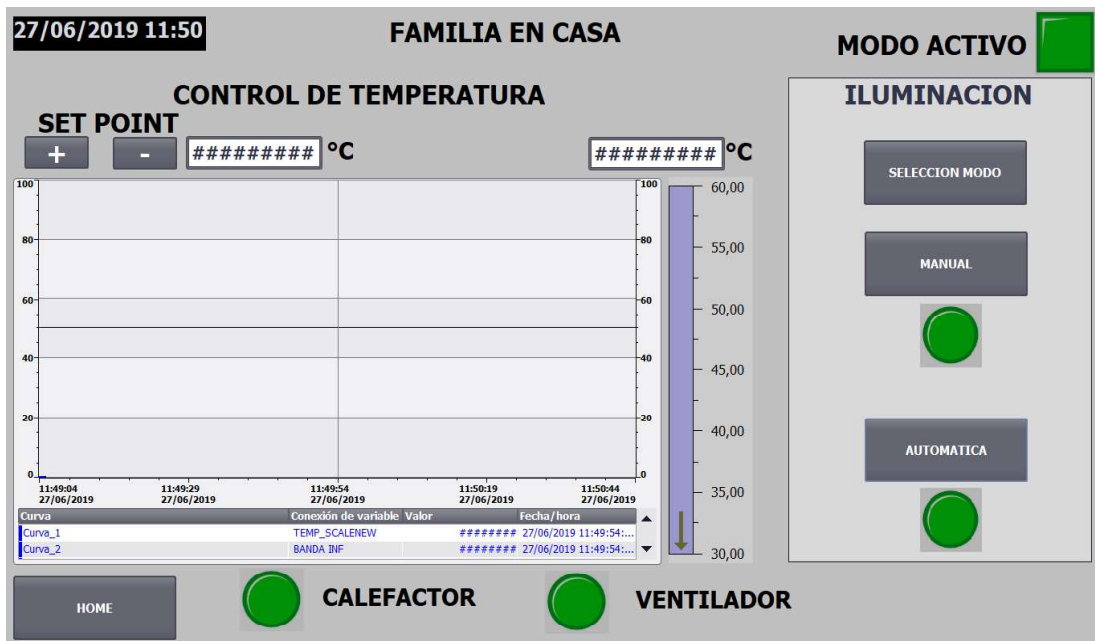 27/06/2019 11:50
FAMILIA EN CASA
MODO ACTIVO
CONTROL DE TEMPERATURA
SET POINT
+
-
######### °C
######### °C
100
80
60
40
20
0
100
80
60
40
20
0
11:49:04
27/06/2019
11:49:29
27/06/2019
11:49:54
27/06/2019
11:50:19
27/06/2019
11:50:44
27/06/2019
60,00
55,00
50,00
45,00
40,00
35,00
30,00
Curva Conexión de variable Valor Fecha/hora
Curva_1 TEMP_SCALENEW ######## 27/06/2019 11:49:54:...
Curva_2 BANDA INF ######## 27/06/2019 11:49:54:...
ILUMINACION
SELECCION MODO
MANUAL
AUTOMATICA
HOME
CALEFACTOR
VENTILADOR